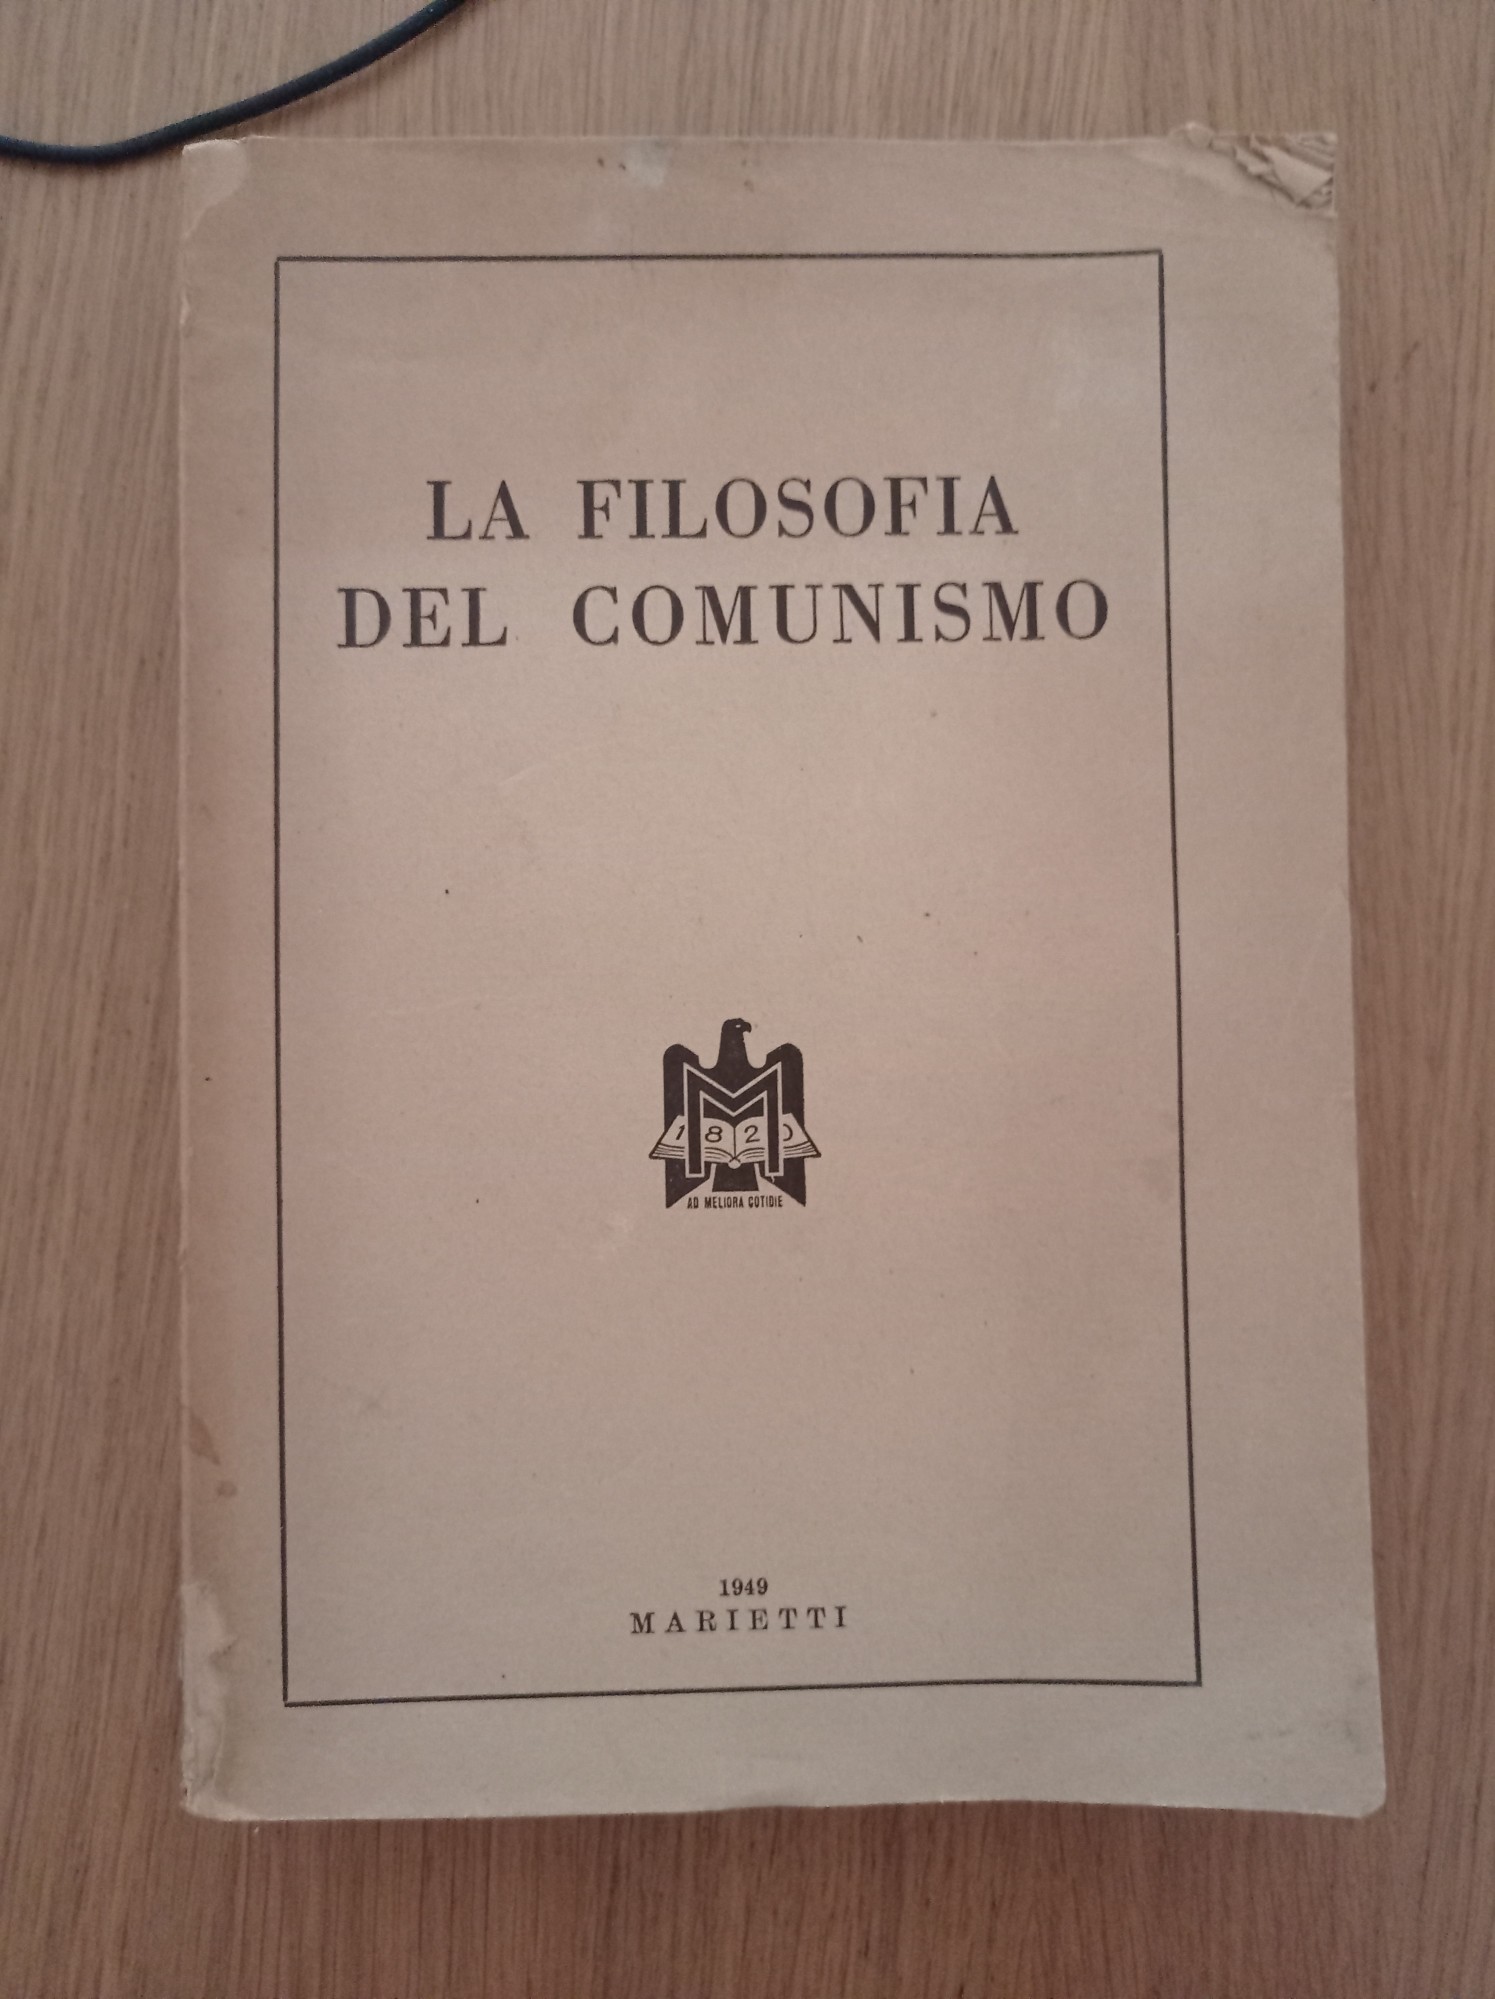 LA FILOSOFIA
DEL COMUNISMO
1820
AD MELIORA COTIDIE
1949
MARIETTI